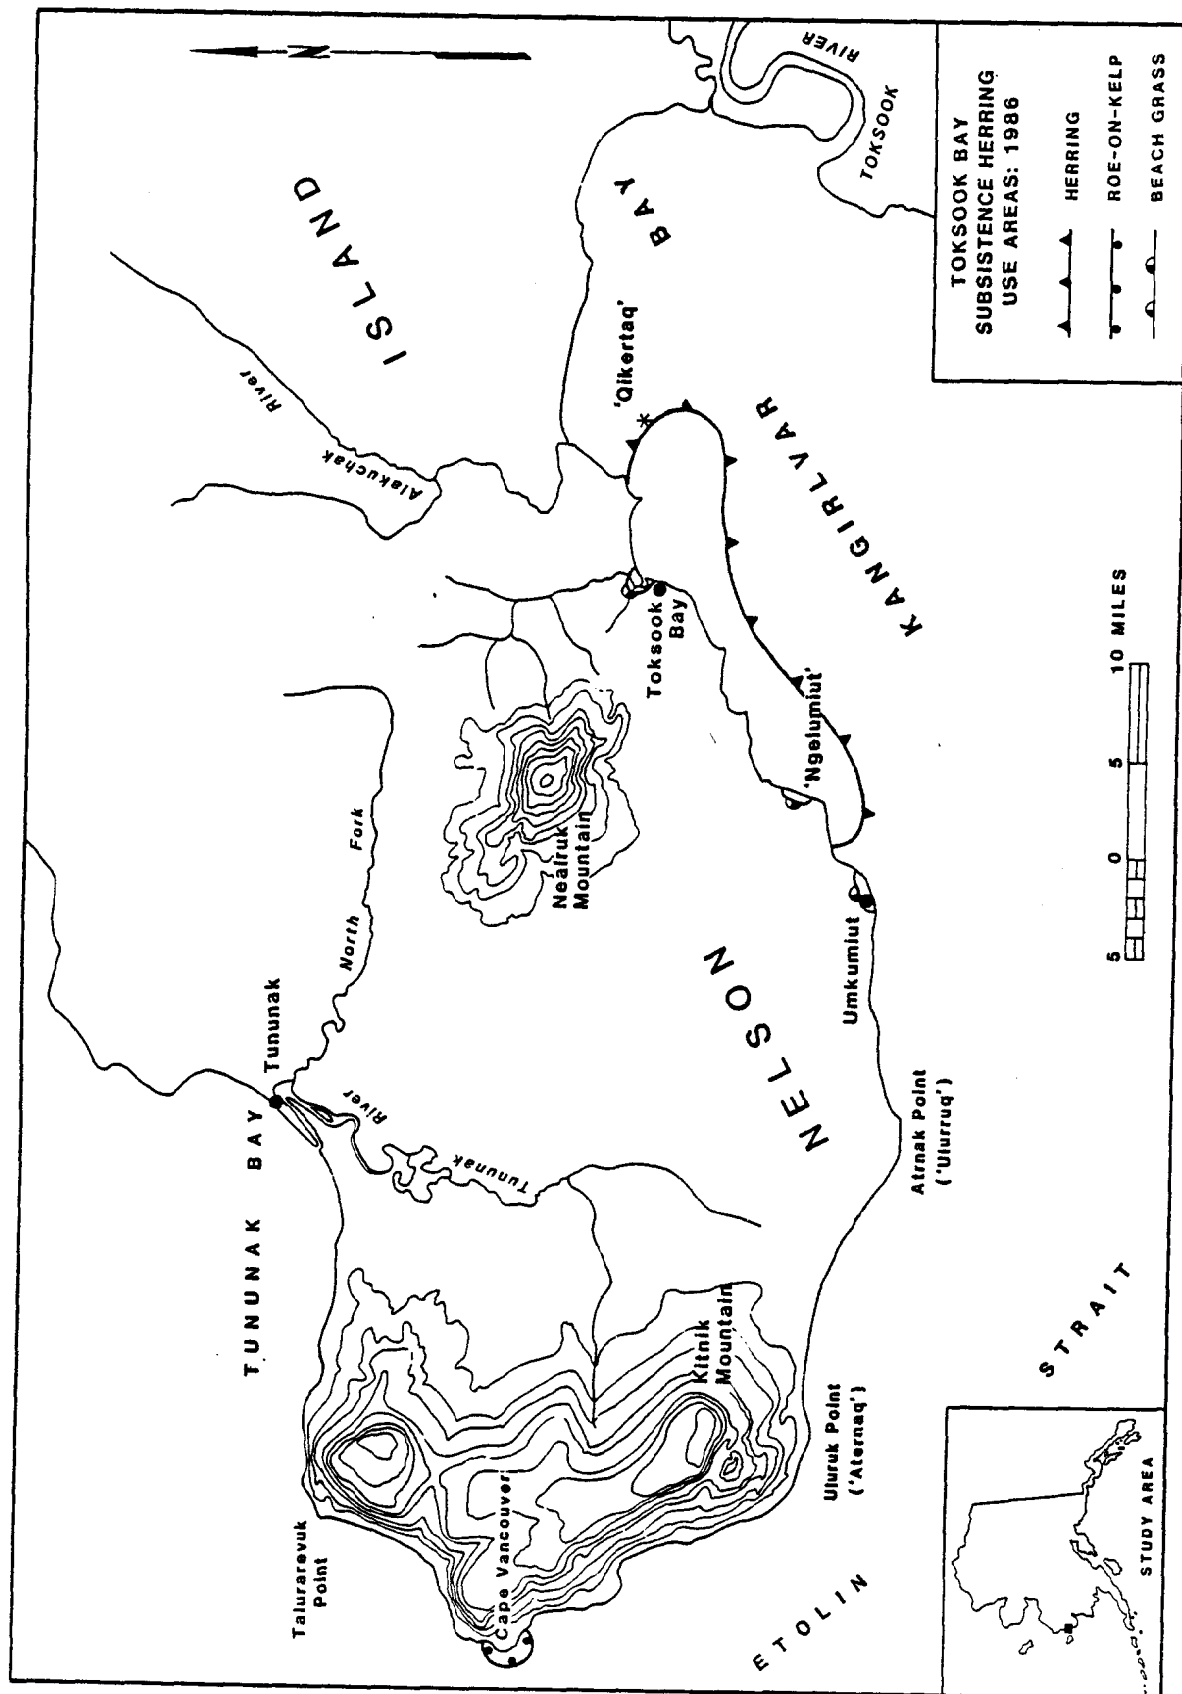 TOKSOOK BAY
SUBSISTENCE HERRING
USE AREAS: 1986
HERRING
ROE-ON-KELP
BEACH GRASS
N
RIVER
TOKSOOK
ISLAND
BAY
River
Alakuchak
'Qikertaq'
KANGIRLVAR
Toksook
Bay
'Ngelumiut'
Nealruk
Mountain
North Fork
Tununak
TUNUNAK BAY
River
Tununak
NELSON
Umkumiut
Atrnak Point
('Ulurruq')
Kitnik
Mountain
Uluruk Point
('Aternaq')
Talurarevuk
Point
Cape Vancouver
ETOLIN
STRAIT
5 0 5 10 MILES
STUDY AREA